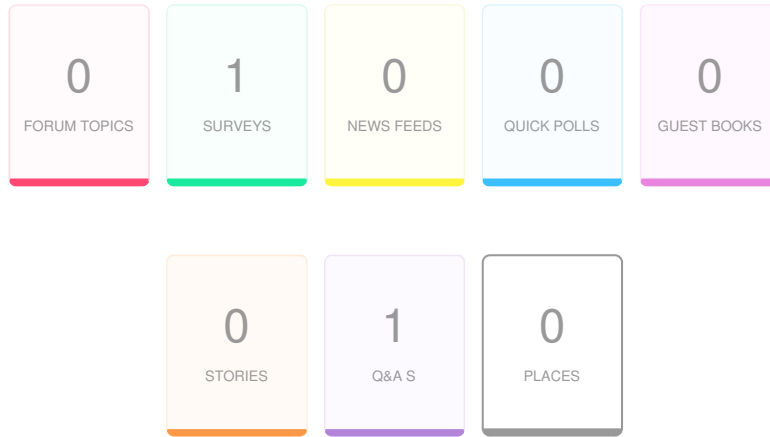 0 1 0 0 0
FORUM TOPICS SURVEYS NEWS FEEDS QUICK POLLS GUEST BOOKS
0 1 0
STORIES Q&A S PLACES